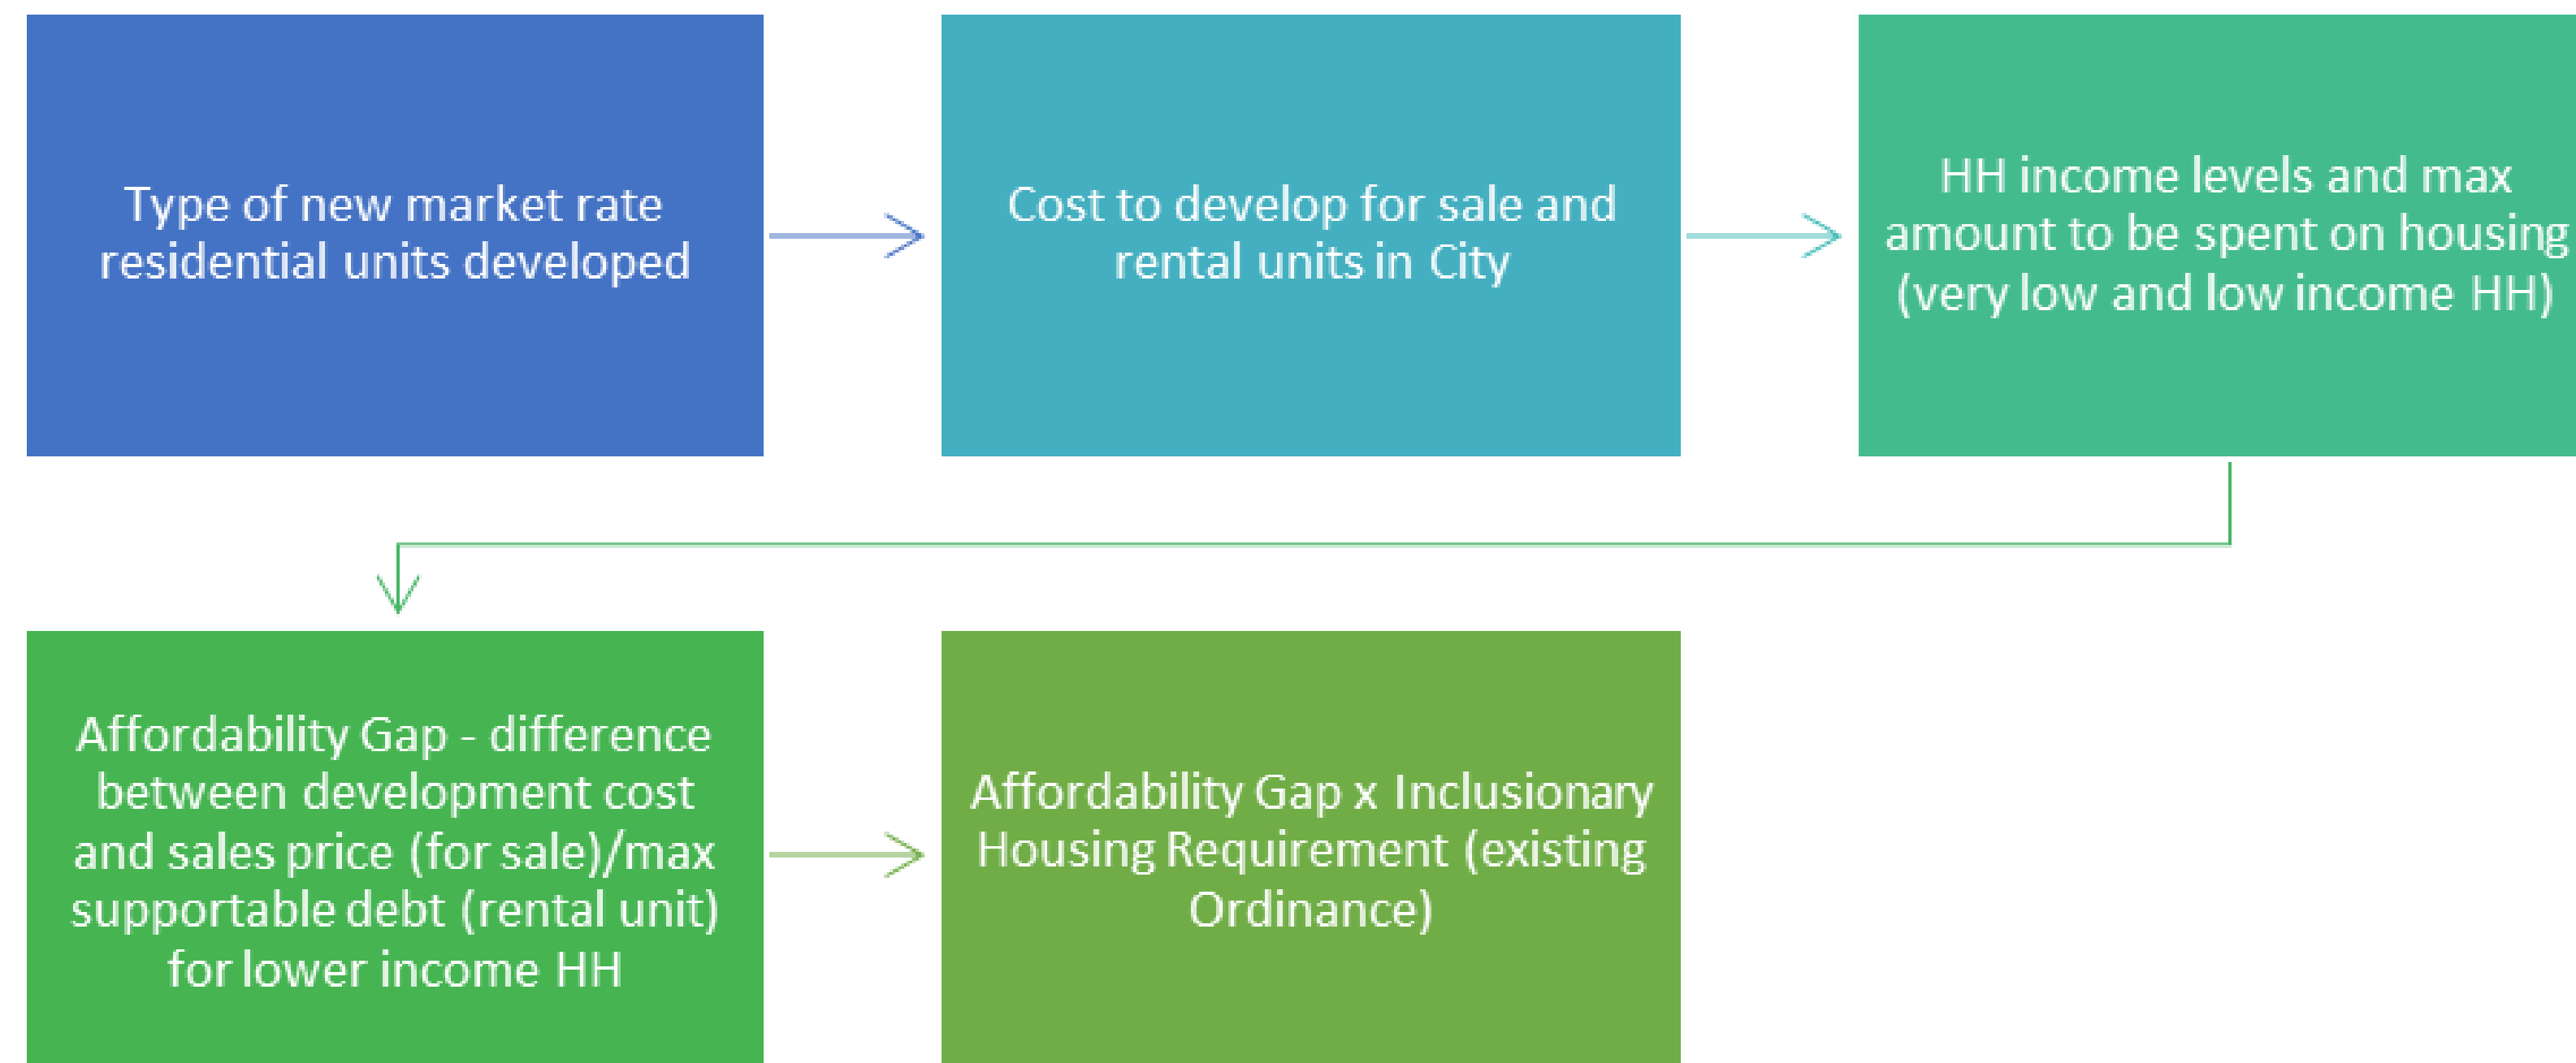 Type of new market rate
residential units developed
Cost to develop for sale and
rental units in City
HH income levels and max
amount to be spent on housing
(very low and low income HH)
Affordability Gap - difference
between development cost
and sales price (for sale)/max
supportable debt (rental unit)
for lower income HH
Affordability Gap x Inclusionary
Housing Requirement (existing
Ordinance)